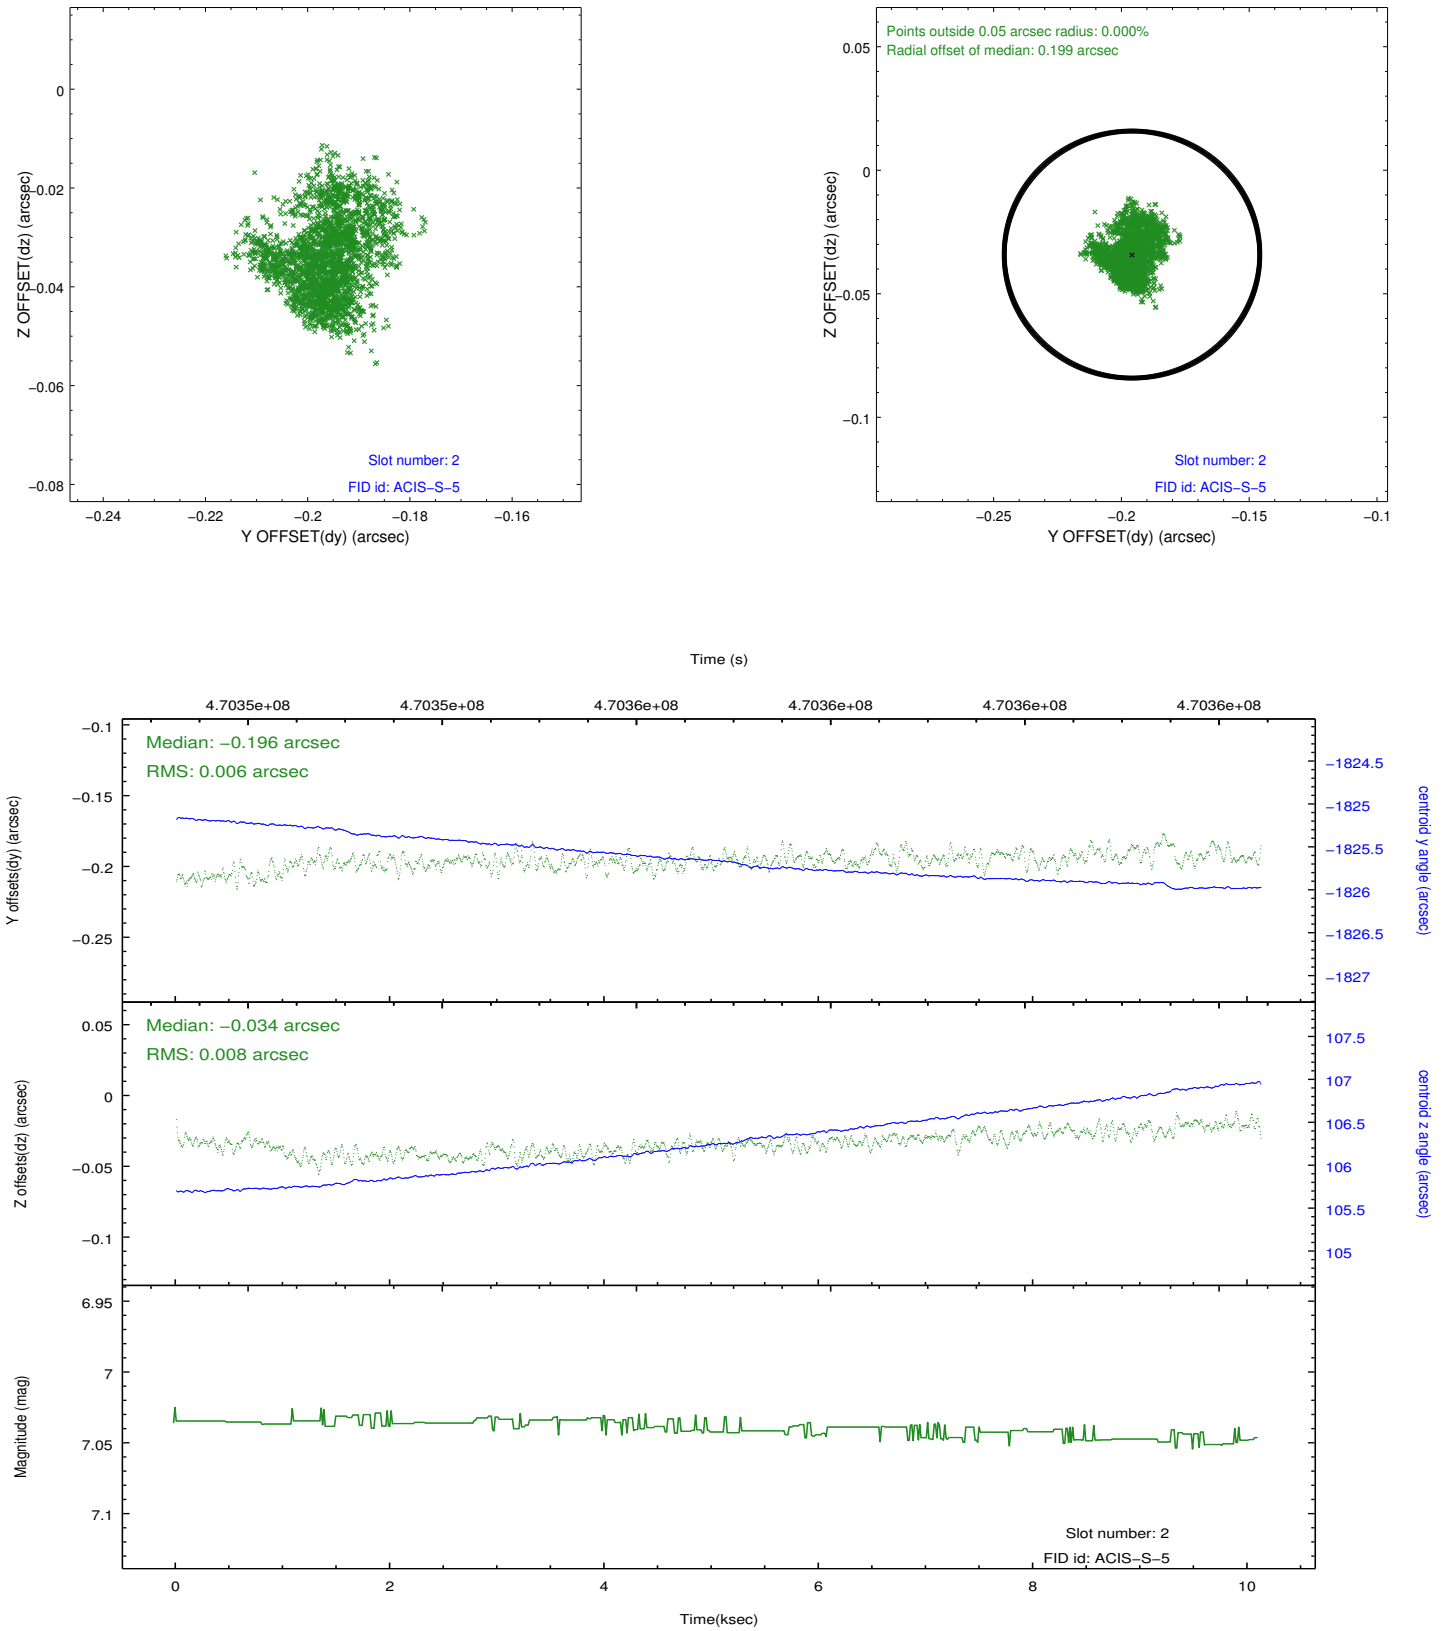 0
−0.02
−0.04
−0.06
−0.08
Z OFFSET(dz) (arcsec)
−0.24
−0.22
−0.2
−0.18
−0.16
Y OFFSET(dy) (arcsec)
Slot number: 2
FID id: ACIS−S−5
Points outside 0.05 arcsec radius: 0.000%
Radial offset of median: 0.199 arcsec
0.05
0
−0.05
−0.1
Z OFFSET(dz) (arcsec)
−0.25
−0.2
−0.15
−0.1
Y OFFSET(dy) (arcsec)
Slot number: 2
FID id: ACIS−S−5
Time (s)
4.7035e+08
4.7035e+08
4.7036e+08
4.7036e+08
4.7036e+08
4.7036e+08
Median: −0.196 arcsec
RMS: 0.006 arcsec
−0.1
−0.15
−0.2
−0.25
Y offsets(dy) (arcsec)
−1824.5
−1825
−1825.5
−1826
−1826.5
−1827
centroid y angle (arcsec)
Median: −0.034 arcsec
RMS: 0.008 arcsec
0.05
0
−0.05
−0.1
Z offsets(dz) (arcsec)
107.5
107
106.5
106
105.5
105
centroid z angle (arcsec)
6.95
7
7.05
7.1
Magnitude (mag)
Slot number: 2
FID id: ACIS−S−5
0
2
4
6
8
10
Time(ksec)